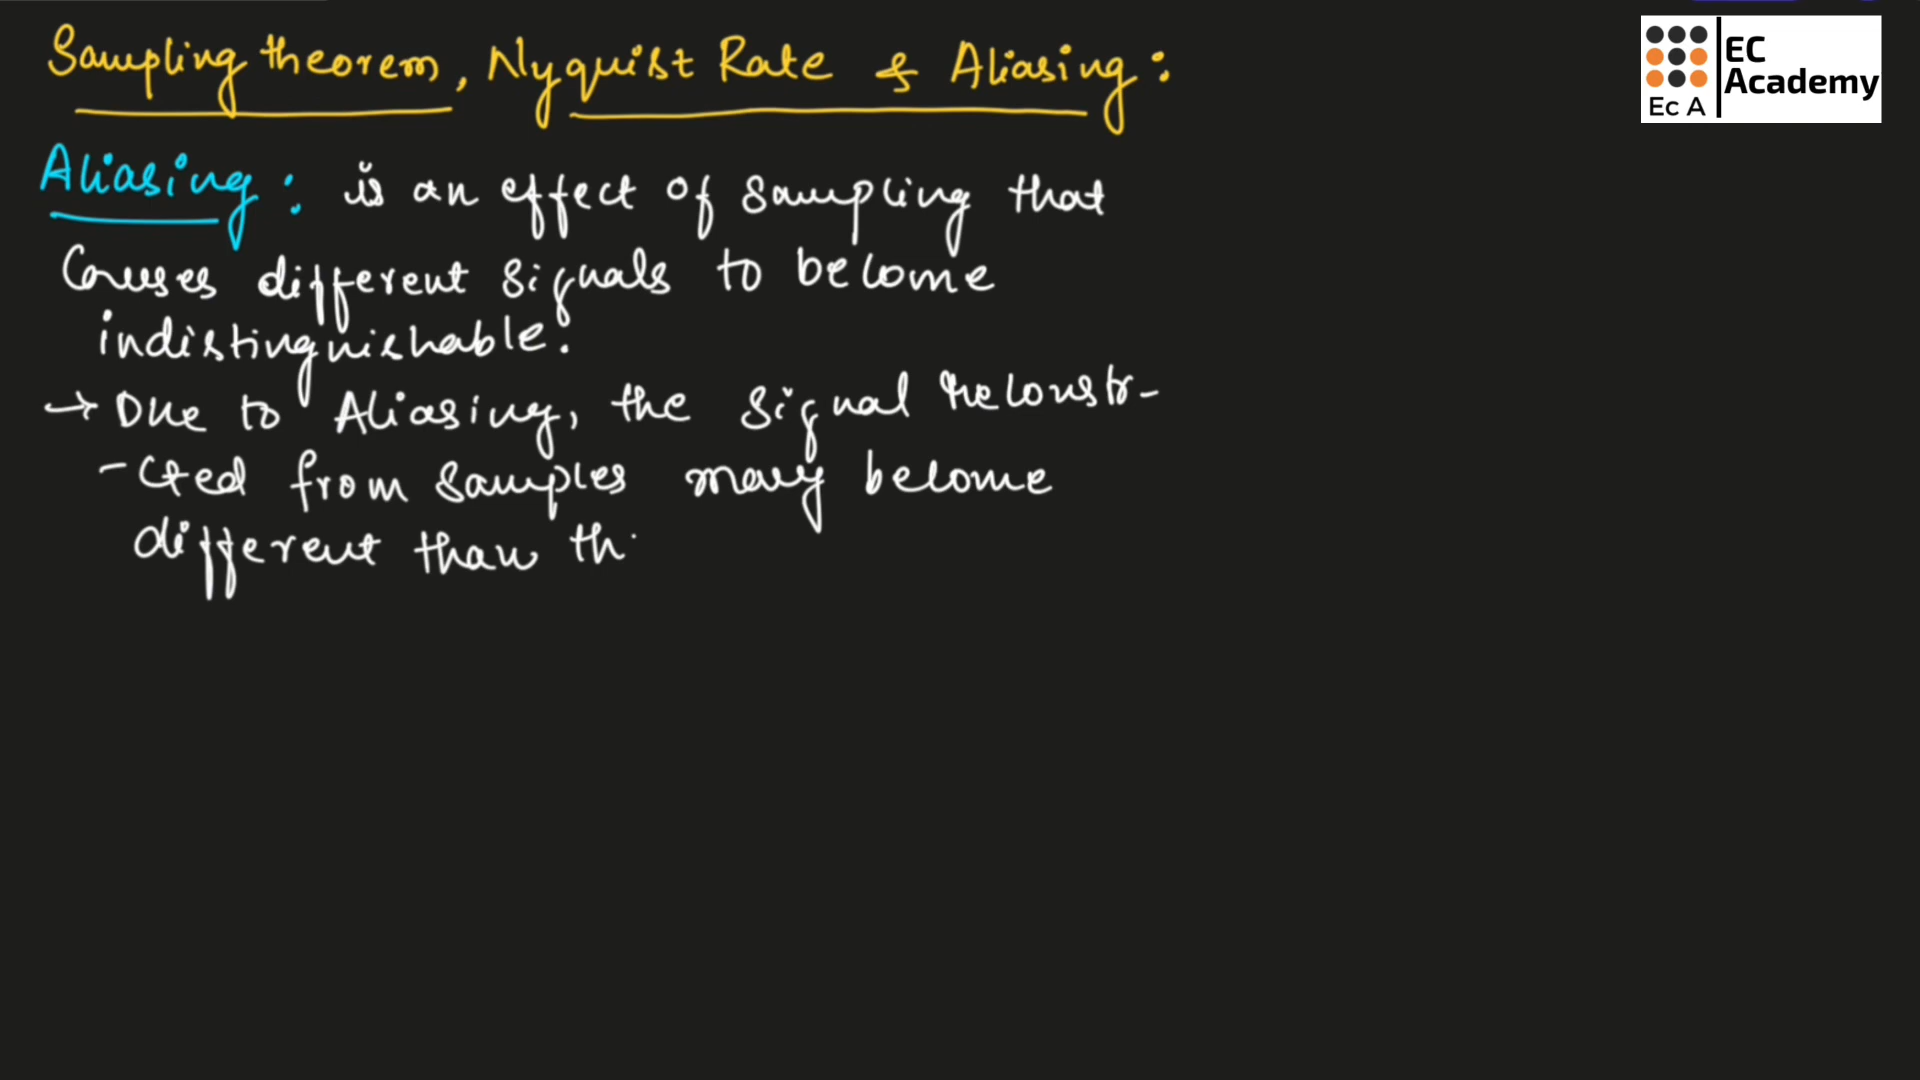 Sampling theorem, Nyquist Rate & Aliasing:
EC
Academy
Ec A
Aliasing: is an effect of sampling that
Causes different signals to become
indistinguishable.
→ Due to Aliasing, the signal reconstr-
-cted from samples may become
different than th